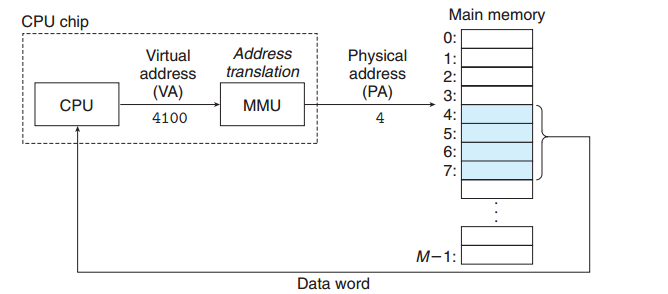 CPU chip
Main memory
Virtual
address
(VA)
4100
Address
translation
Physical
address
(PA)
4
CPU
MMU
0:
1:
2:
3:
4:
5:
6:
7:
M−1:
Data word